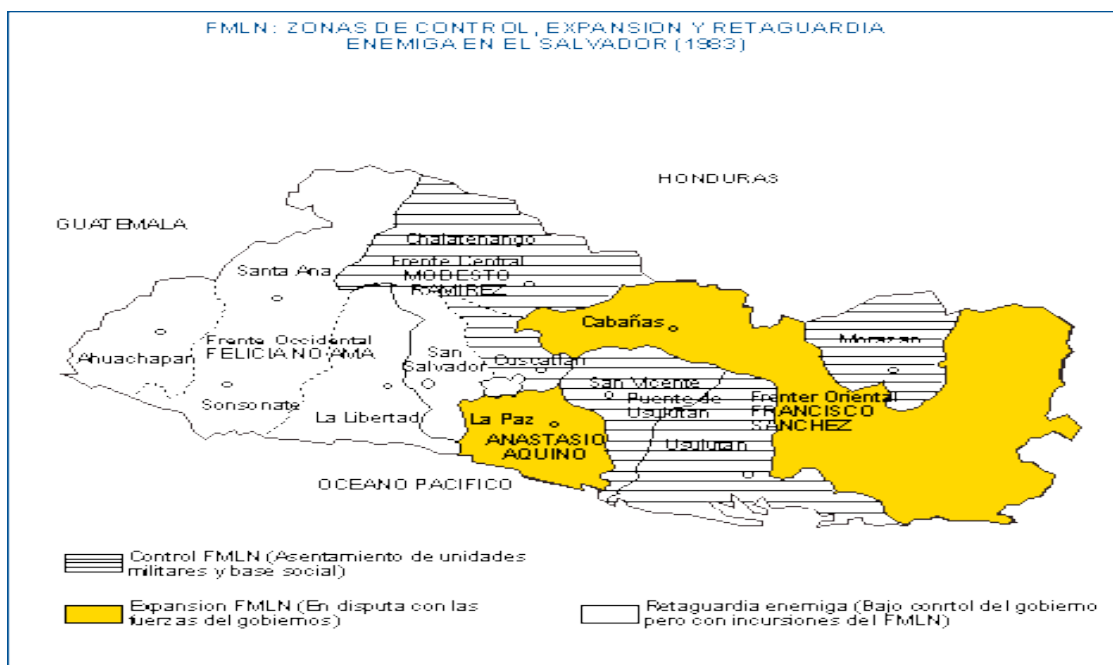 FMLN: ZONAS DE CONTROL, EXPANSION Y RETAGUARDIA
ENEMIGA EN EL SALVADOR (1983)
HONDURAS
GUATEMALA
Chalatenango
Frente Central
MODESTO
RAMIREZ
Santa Ana
Cabañas
Morazan
Frente Occidental
FELICIANO AMA
Ahuachapan
San
Salvador
Cuscatlan
San Vicente
Puente de
Usulutan
Frenter Oriental
FRANCISCO
SANCHEZ
Sonsonate
La Libertad
La Paz
ANASTASIO
AQUINO
Usulutan
OCEANO PACIFICO
Control FMLN (Asentamiento de unidades
militares y base social)
Expansion FMLN (En disputa con las
fuerzas del gobiernos)
Retaguardia enemiga (Bajo conrtol del gobierno
pero con incursiones del FMLN)